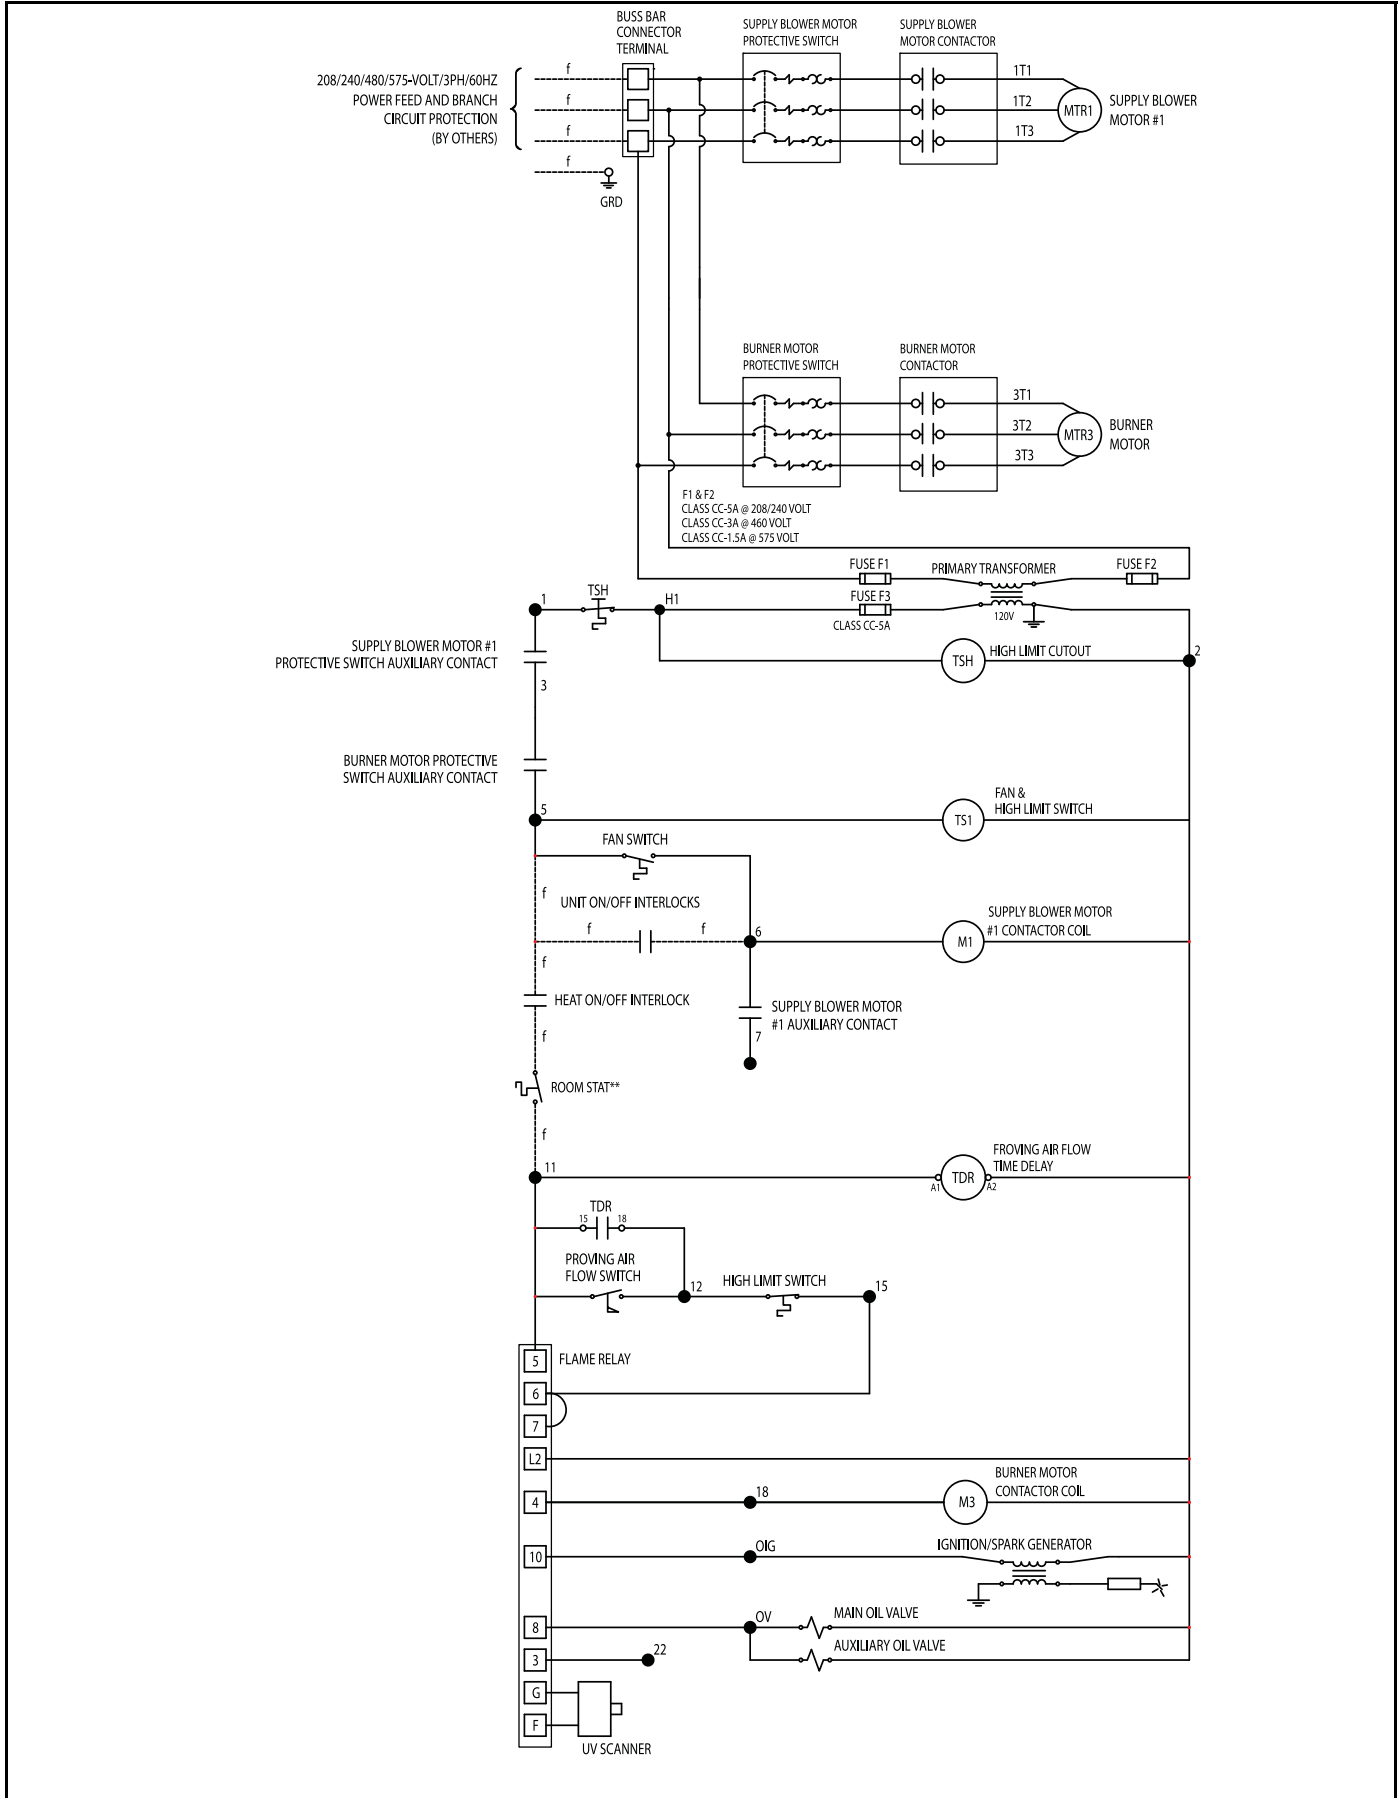 BUSS BAR
CONNECTOR
TERMINAL
SUPPLY BLOWER MOTOR
PROTECTIVE SWITCH
SUPPLY BLOWER
MOTOR CONTACTOR
208/240/480/575-VOLT/3PH/60HZ
POWER FEED AND BRANCH
CIRCUIT PROTECTION
(BY OTHERS)
f
f
f
f
GRD
1T1
1T2
1T3
MTR1
SUPPLY BLOWER
MOTOR #1
BURNER MOTOR
PROTECTIVE SWITCH
BURNER MOTOR
CONTACTOR
3T1
3T2
3T3
MTR3
BURNER
MOTOR
F1 & F2
CLASS CC-5A @ 208/240 VOLT
CLASS CC-3A @ 460 VOLT
CLASS CC-1.5A @ 575 VOLT
FUSE F1
PRIMARY TRANSFORMER
FUSE F2
1
TSH
H1
FUSE F3
CLASS CC-5A
120V
SUPPLY BLOWER MOTOR #1
PROTECTIVE SWITCH AUXILIARY CONTACT
TSH
HIGH LIMIT CUTOUT
2
3
BURNER MOTOR PROTECTIVE
SWITCH AUXILIARY CONTACT
5
TS1
FAN &
HIGH LIMIT SWITCH
FAN SWITCH
f
UNIT ON/OFF INTERLOCKS
f
f
6
M1
SUPPLY BLOWER MOTOR
#1 CONTACTOR COIL
f
HEAT ON/OFF INTERLOCK
SUPPLY BLOWER MOTOR
#1 AUXILIARY CONTACT
f
7
ROOM STAT**
f
11
TDR
A1
A2
FROVING AIR FLOW
TIME DELAY
TDR
15
18
PROVING AIR
FLOW SWITCH
12
HIGH LIMIT SWITCH
15
5
FLAME RELAY
6
7
L2
4
18
M3
BURNER MOTOR
CONTACTOR COIL
10
OIG
IGNITION/SPARK GENERATOR
8
OV
MAIN OIL VALVE
AUXILIARY OIL VALVE
3
22
G
F
UV SCANNER